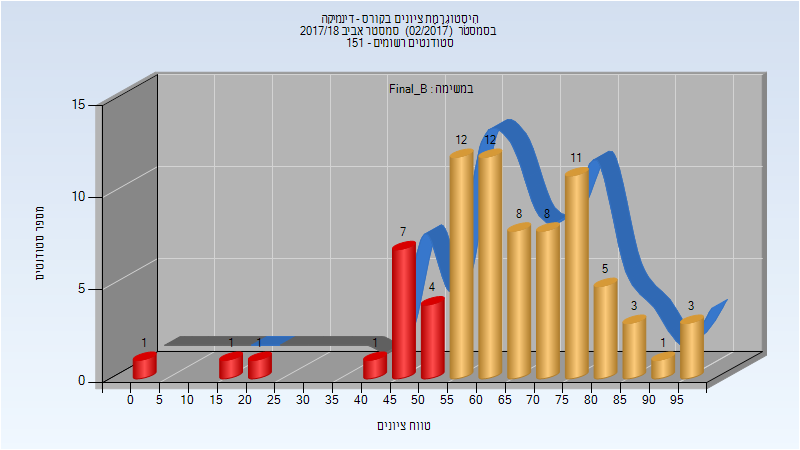 היסטוגרמת ציונים בקורס - דינמיקה
בסמסטר (02/2017) סמסטר אביב 2017/18
סטודנטים רשומים - 151
במשימה : Final_B
מספר סטודנטים
15
10
5
0
1
1
1
1
7
4
12
12
8
8
11
5
3
1
3
0 5 10 15 20 25 30 35 40 45 50 55 60 65 70 75 80 85 90 95
טווח ציונים